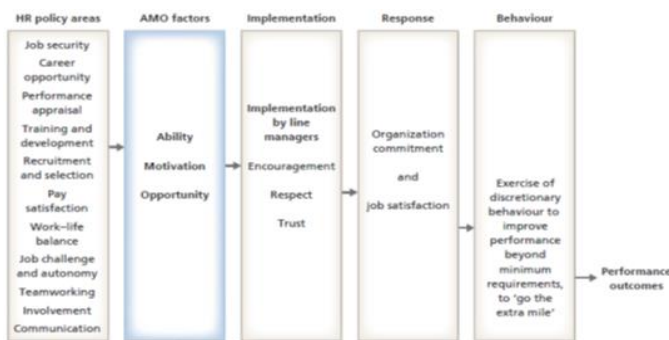 HR policy areas
AMO factors
Implementation
Response
Behaviour
Job security
Career
opportunity
Performance
appraisal
Training and
development
Recruitment
and selection
Pay
satisfaction
Work–life
balance
Job challenge
and autonomy
Teamworking
Involvement
Communication
Ability
Motivation
Opportunity
Implementation
by line
managers
Encouragement
Respect
Trust
Organization
commitment
and
job satisfaction
Exercise of
discretionary
behaviour to
improve
performance
beyond
minimum
requirements,
to 'go the
extra mile'
Performance
outcomes